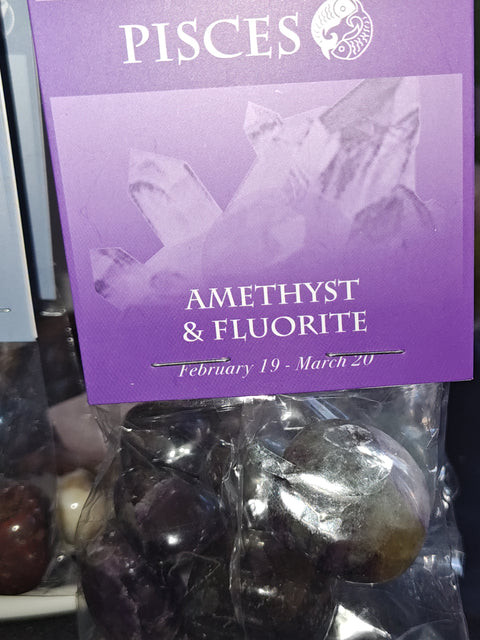 PISCES
AMETHYST
& FLUORITE
February 19 - March 20